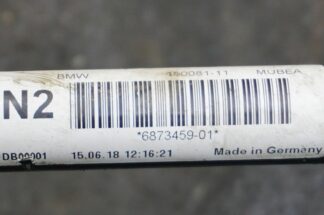 BMW 150081-11 MUBEA
N2
*6873459-01*
DB00001 15.06.18 12:16:21 Made in Germany